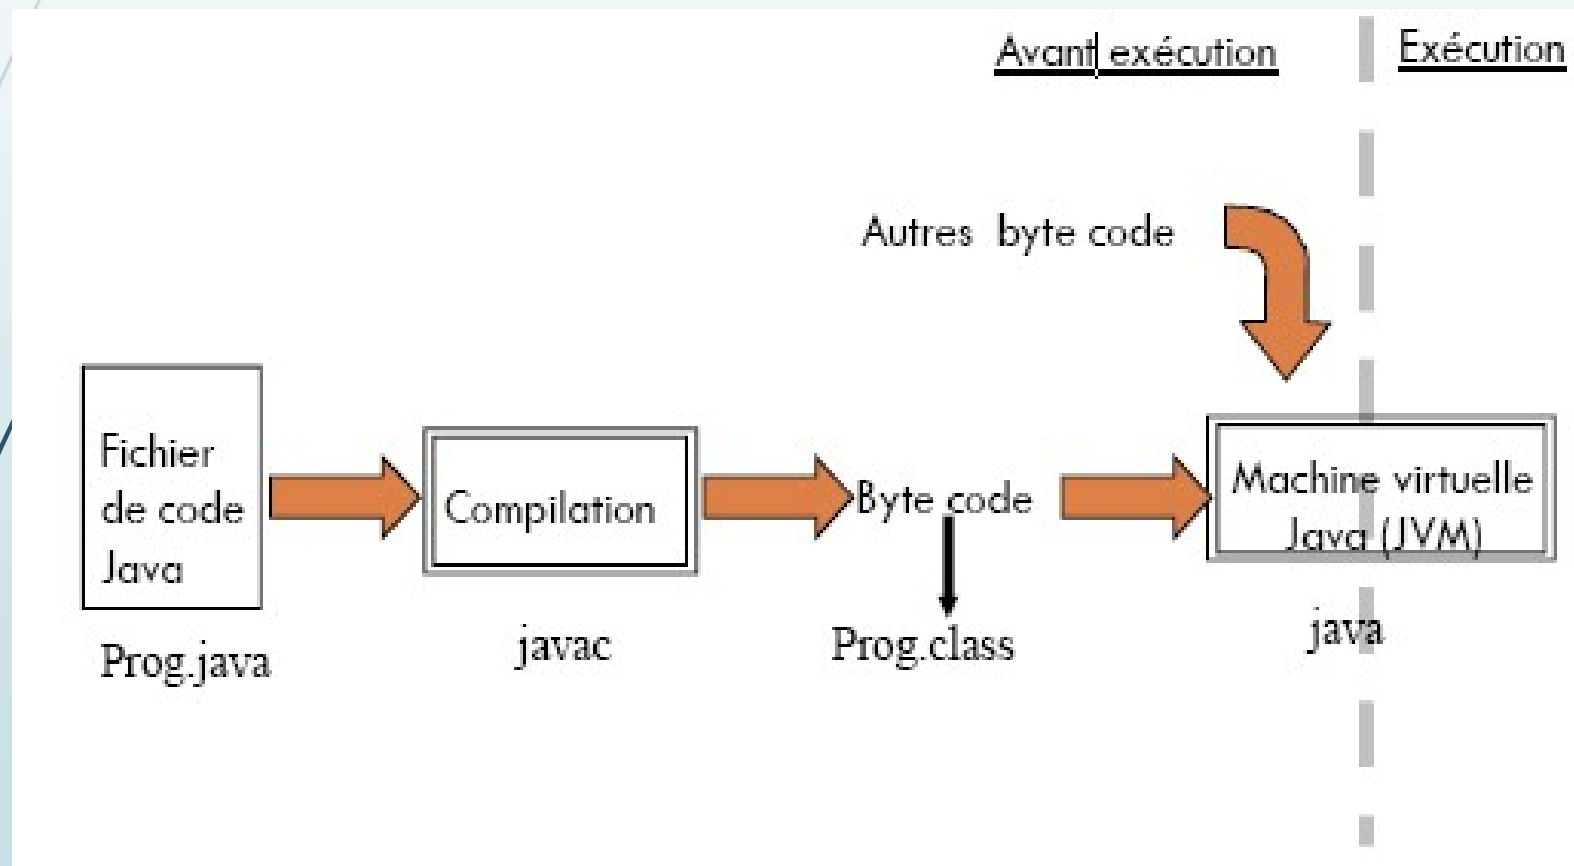 Avant exécution
Exécution
Autres byte code
Fichier
de code
Java
Compilation
Byte code
Machine virtuelle
Java (JVM)
Prog.java
javac
Prog.class
java